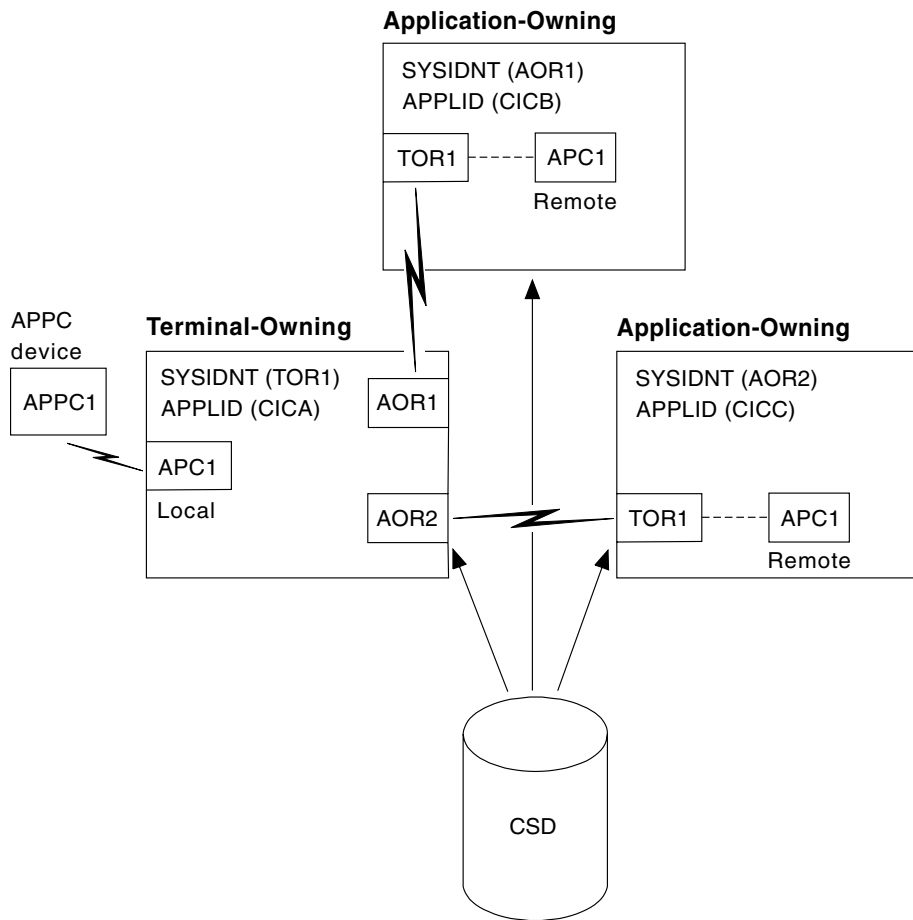 Application-Owning
SYSIDNT (AOR1)
APPLID (CICB)
TOR1
APC1
Remote
APPC
device
APPC1
Terminal-Owning
SYSIDNT (TOR1)
APPLID (CICA)
AOR1
APC1
Local
AOR2
Application-Owning
SYSIDNT (AOR2)
APPLID (CICC)
TOR1
APC1
Remote
CSD